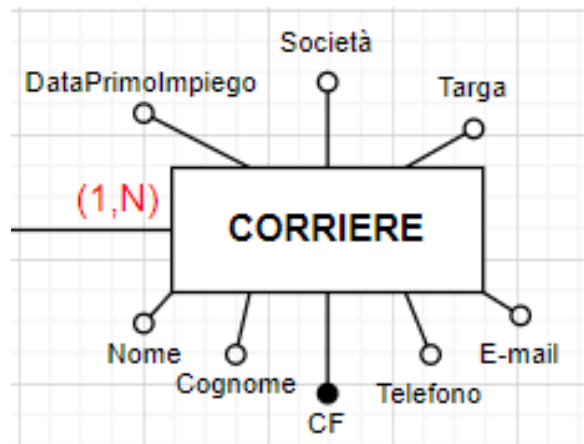 Società
DataPrimoImpiego
Targa
(1,N)
CORRIERE
Nome
Cognome
CF
Telefono
E-mail